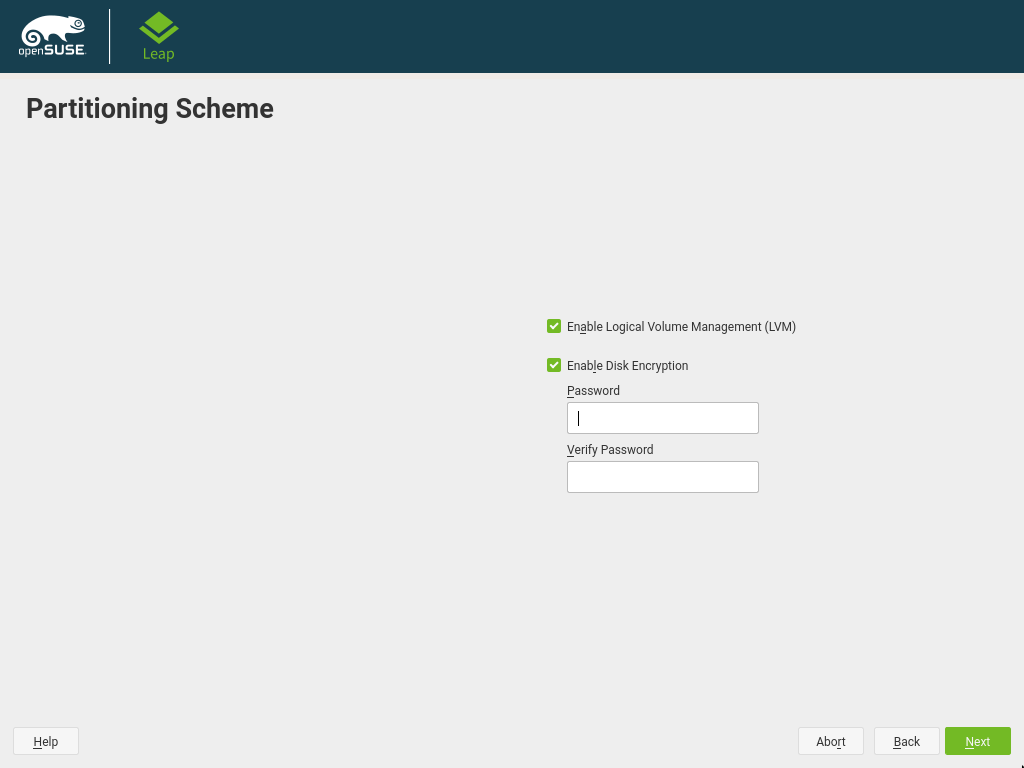 openSUSE
Leap
Partitioning Scheme
Enable Logical Volume Management (LVM)
Enable Disk Encryption
Password
Verify Password
Help
Abort
Back
Next